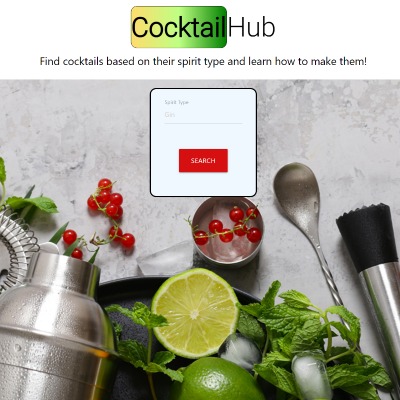 CocktailHub
Find cocktails based on their spirit type and learn how to make them!
Spirit Type
Gin
SEARCH